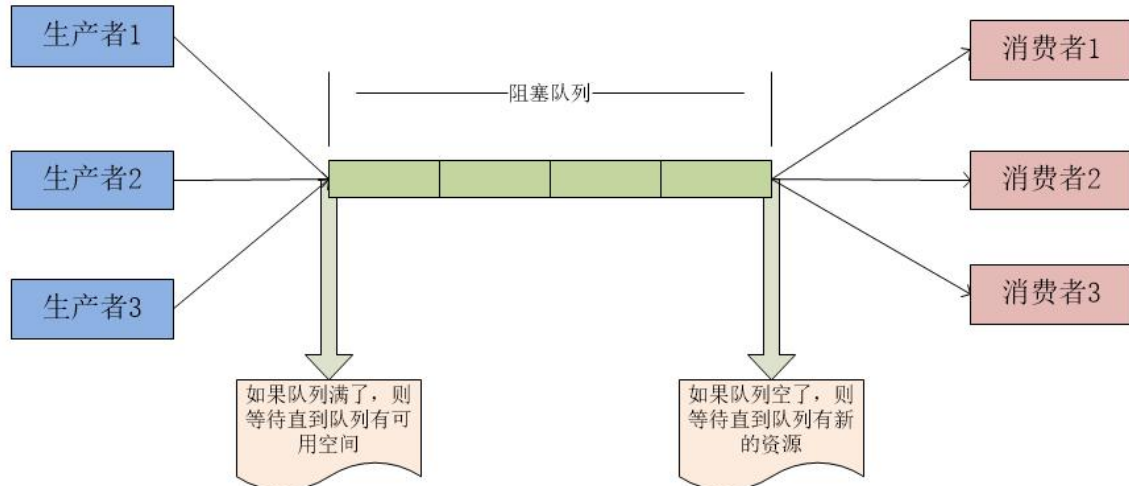 生产者1
消费者1
阻塞队列
生产者2
消费者2
生产者3
消费者3
如果队列满了，则
等待直到队列有可
用空间
如果队列空了，则
等待直到队列有新
的资源